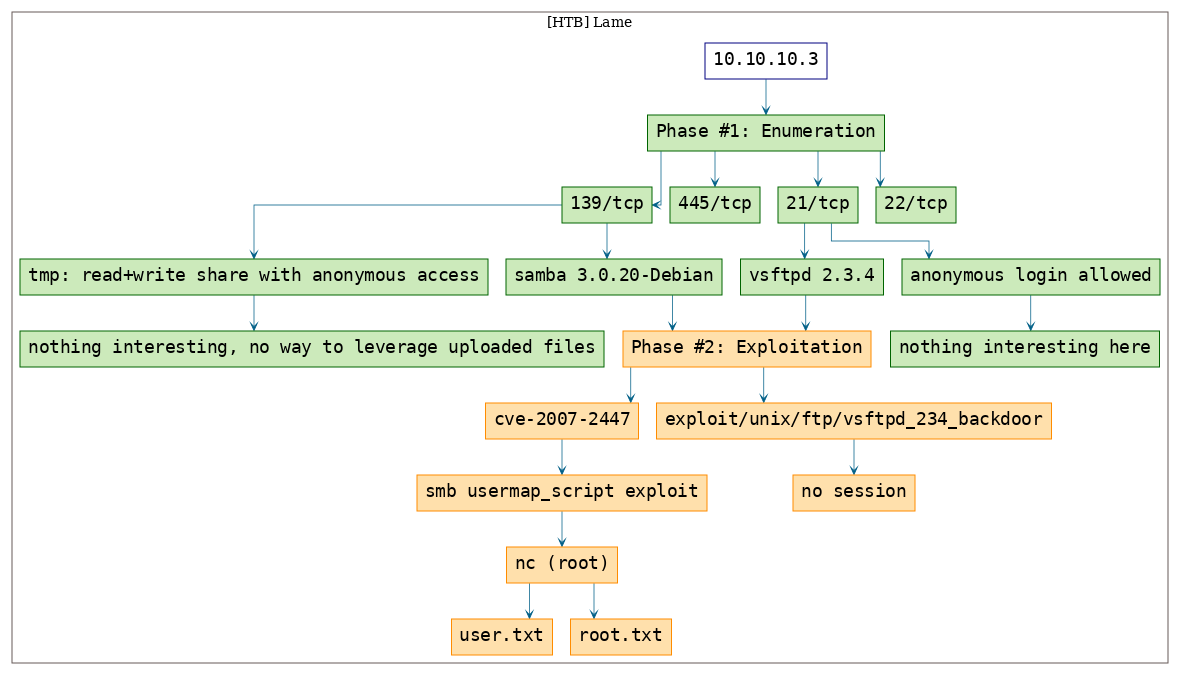 [HTB] Lame
10.10.10.3
Phase #1: Enumeration
139/tcp
445/tcp
21/tcp
22/tcp
tmp: read+write share with anonymous access
samba 3.0.20-Debian
vsftpd 2.3.4
anonymous login allowed
nothing interesting, no way to leverage uploaded files
Phase #2: Exploitation
nothing interesting here
cve-2007-2447
exploit/unix/ftp/vsftpd_234_backdoor
smb usermap_script exploit
no session
nc (root)
user.txt
root.txt